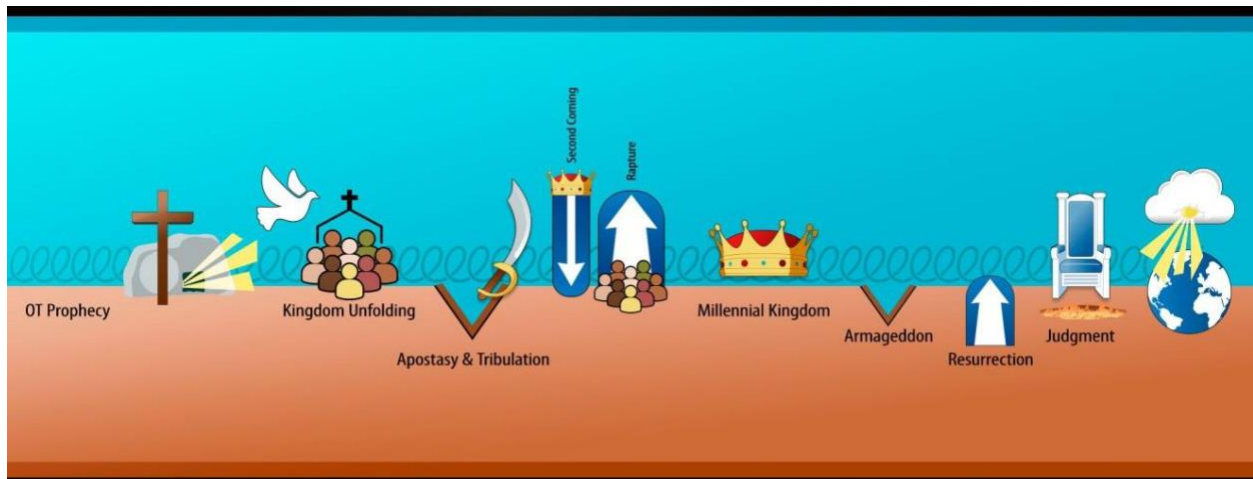 OT Prophecy
Kingdom Unfolding
Apostasy & Tribulation
Second Coming
Rapture
Millennial Kingdom
Armageddon
Resurrection
Judgment